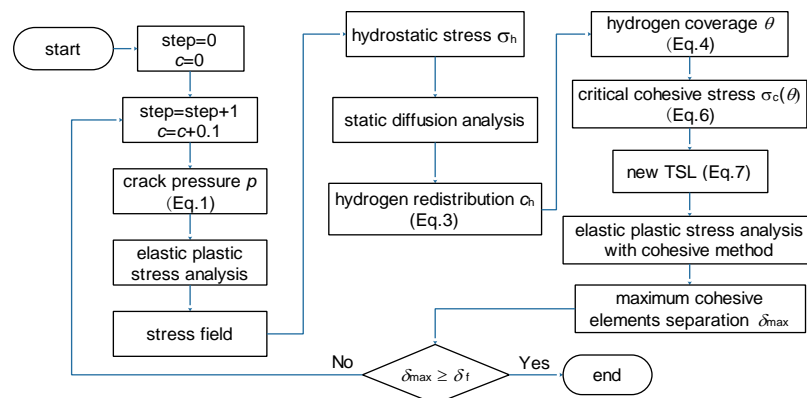 start
step=0
c=0
step=step+1
c=c+0.1
crack pressure p
(Eq.1)
elastic plastic
stress analysis
stress field
hydrostatic stress σh
static diffusion analysis
hydrogen redistribution ch
(Eq.3)
hydrogen coverage θ
(Eq.4)
critical cohesive stress σc(θ)
(Eq.6)
new TSL (Eq.7)
elastic plastic stress analysis
with cohesive method
maximum cohesive
elements separation δmax
δmax ≥ δf
No
Yes
end